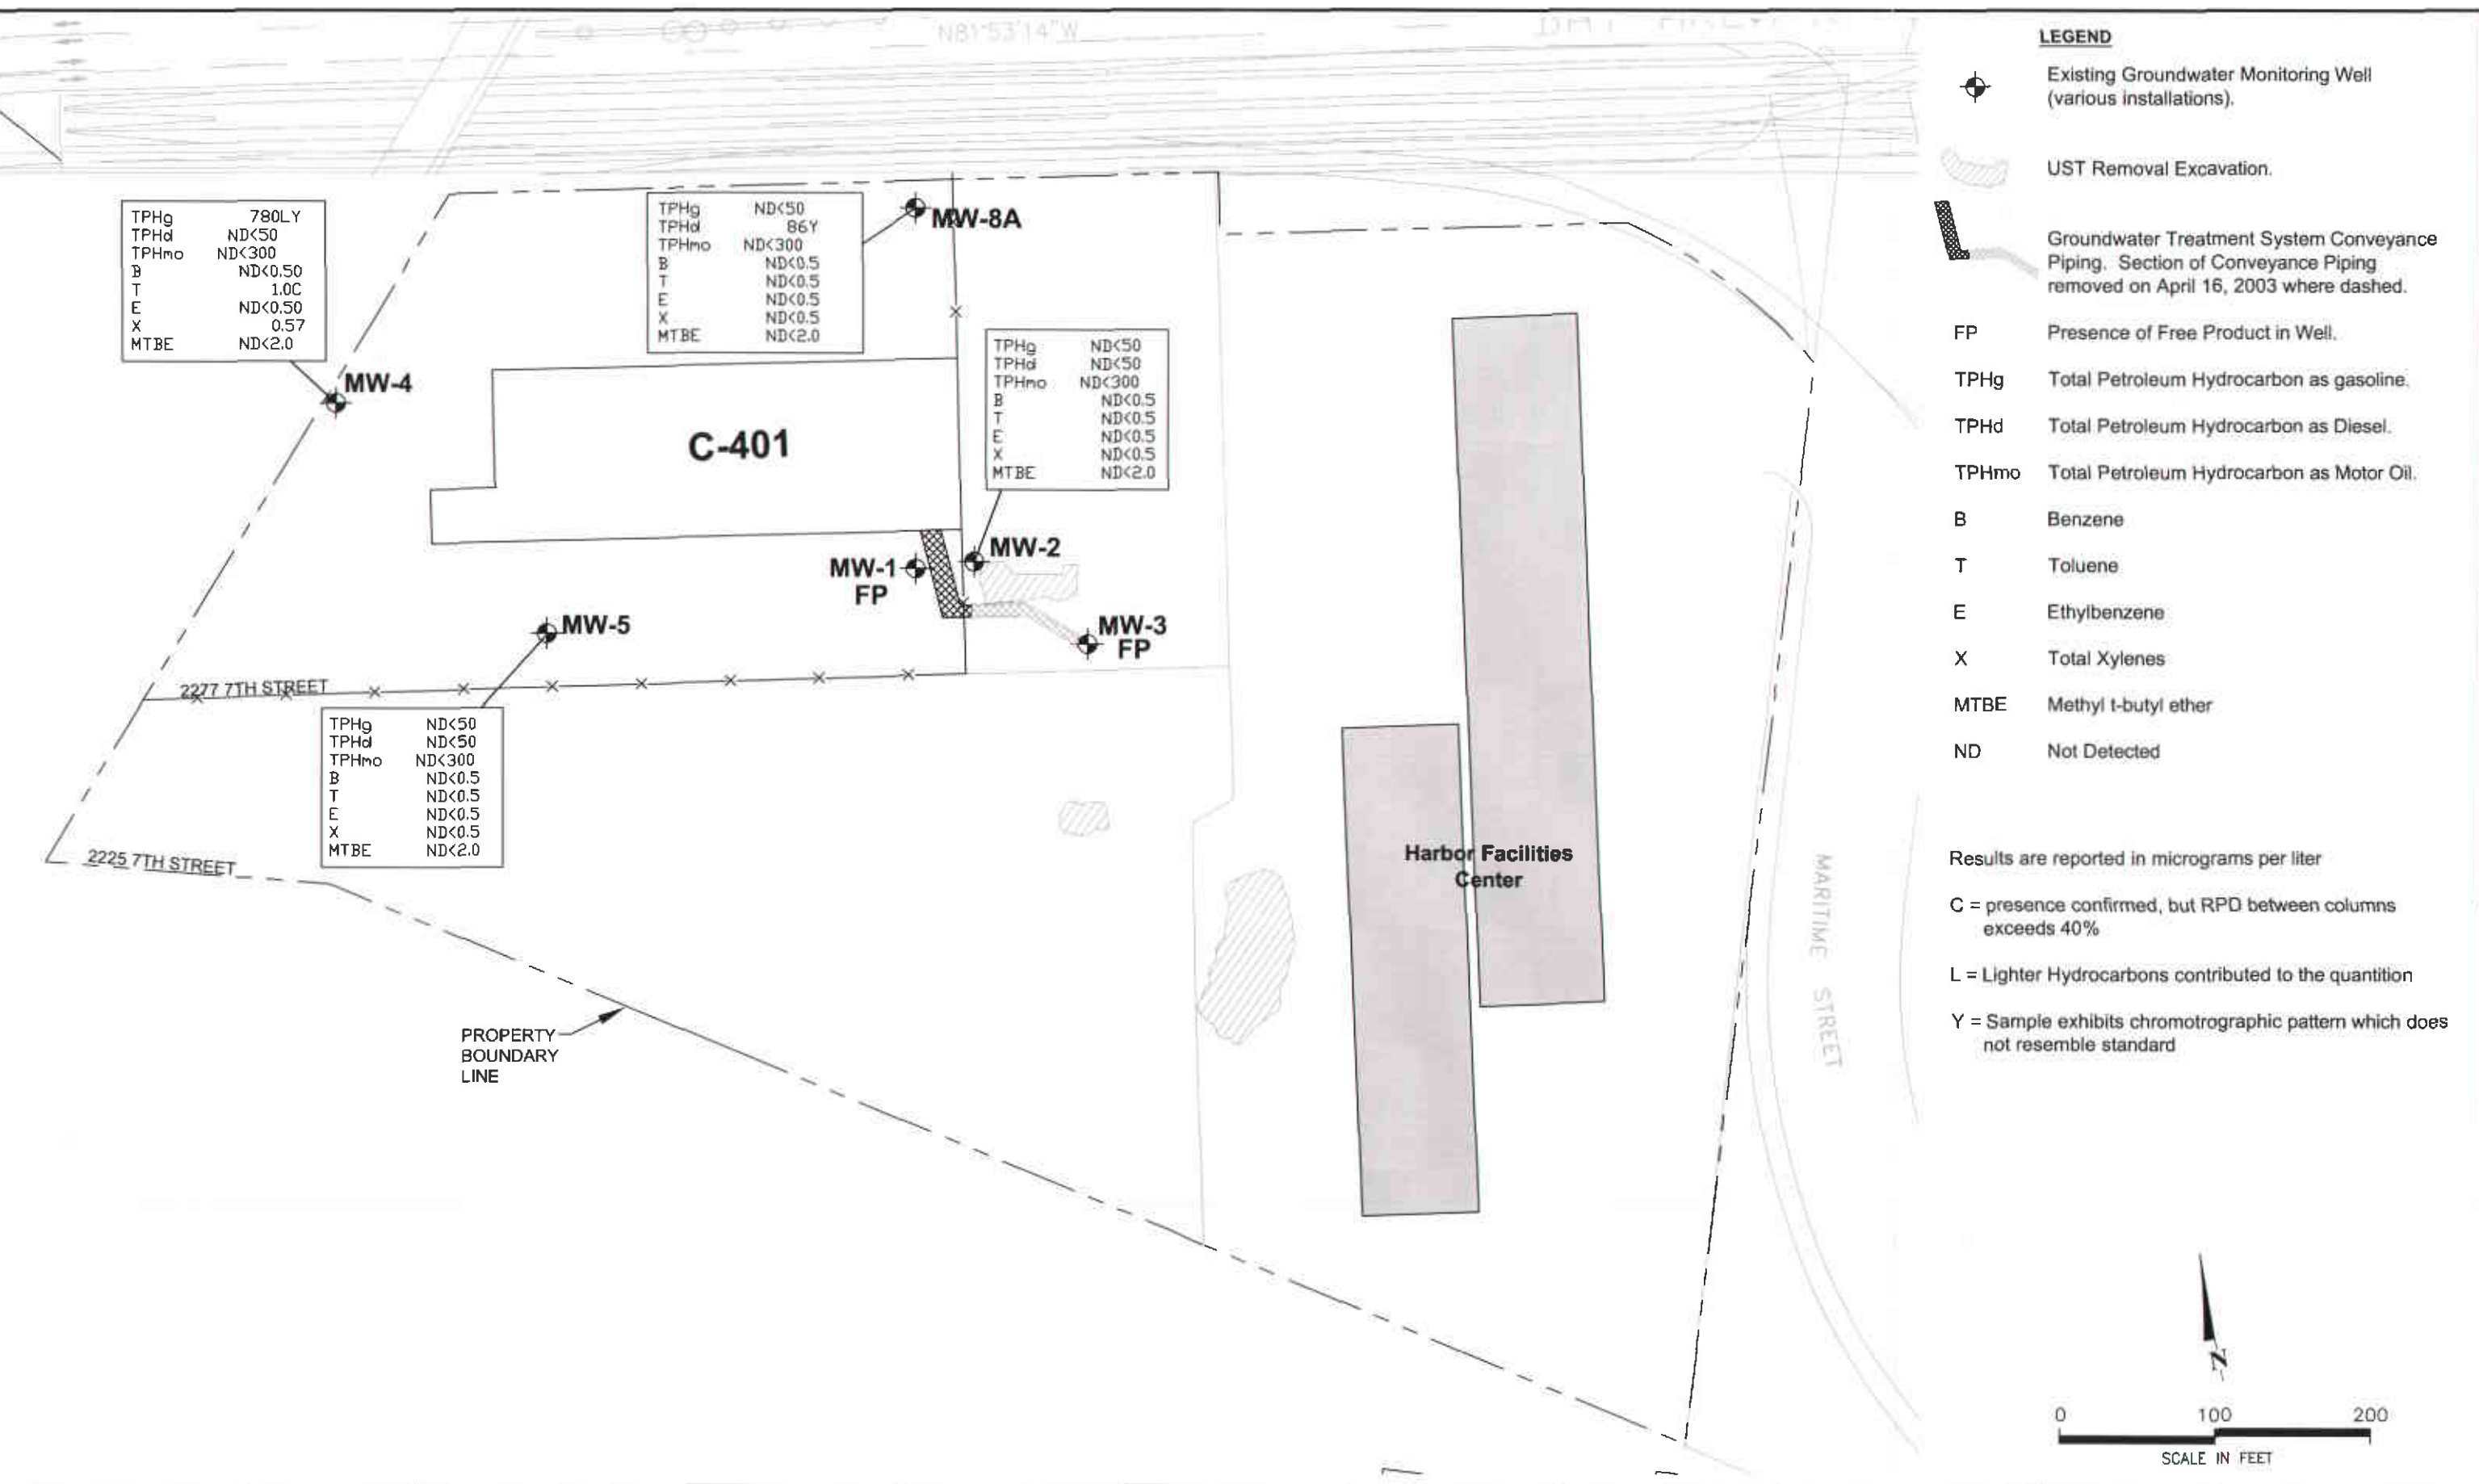 N81°53'14"W
TPHg 780LY
TPHd ND<50
TPHmo ND<300
B ND<0.50
T 1.0C
E ND<0.50
X 0.57
MTBE ND<2.0
MW-4
TPHg ND<50
TPHd 86Y
TPHmo ND<300
B ND<0.5
T ND<0.5
E ND<0.5
X ND<0.5
MTBE ND<2.0
MW-8A
TPHg ND<50
TPHd ND<50
TPHmo ND<300
B ND<0.5
T ND<0.5
E ND<0.5
X ND<0.5
MTBE ND<2.0
C-401
MW-2
MW-1
FP
MW-3
FP
MW-5
2277 7TH STREET
TPHg ND<50
TPHd ND<50
TPHmo ND<300
B ND<0.5
T ND<0.5
E ND<0.5
X ND<0.5
MTBE ND<2.0
2225 7TH STREET
Harbor Facilities
Center
MARITIME STREET
PROPERTY
BOUNDARY
LINE
LEGEND
Existing Groundwater Monitoring Well
(various installations).
UST Removal Excavation.
Groundwater Treatment System Conveyance
Piping. Section of Conveyance Piping
removed on April 16, 2003 where dashed.
FP Presence of Free Product in Well.
TPHg Total Petroleum Hydrocarbon as gasoline.
TPHd Total Petroleum Hydrocarbon as Diesel.
TPHmo Total Petroleum Hydrocarbon as Motor Oil.
B Benzene
T Toluene
E Ethylbenzene
X Total Xylenes
MTBE Methyl t-butyl ether
ND Not Detected
Results are reported in micrograms per liter
C = presence confirmed, but RPD between columns
exceeds 40%
L = Lighter Hydrocarbons contributed to the quantition
Y = Sample exhibits chromotrographic pattern which does
not resemble standard
N
0 100 200
SCALE IN FEET